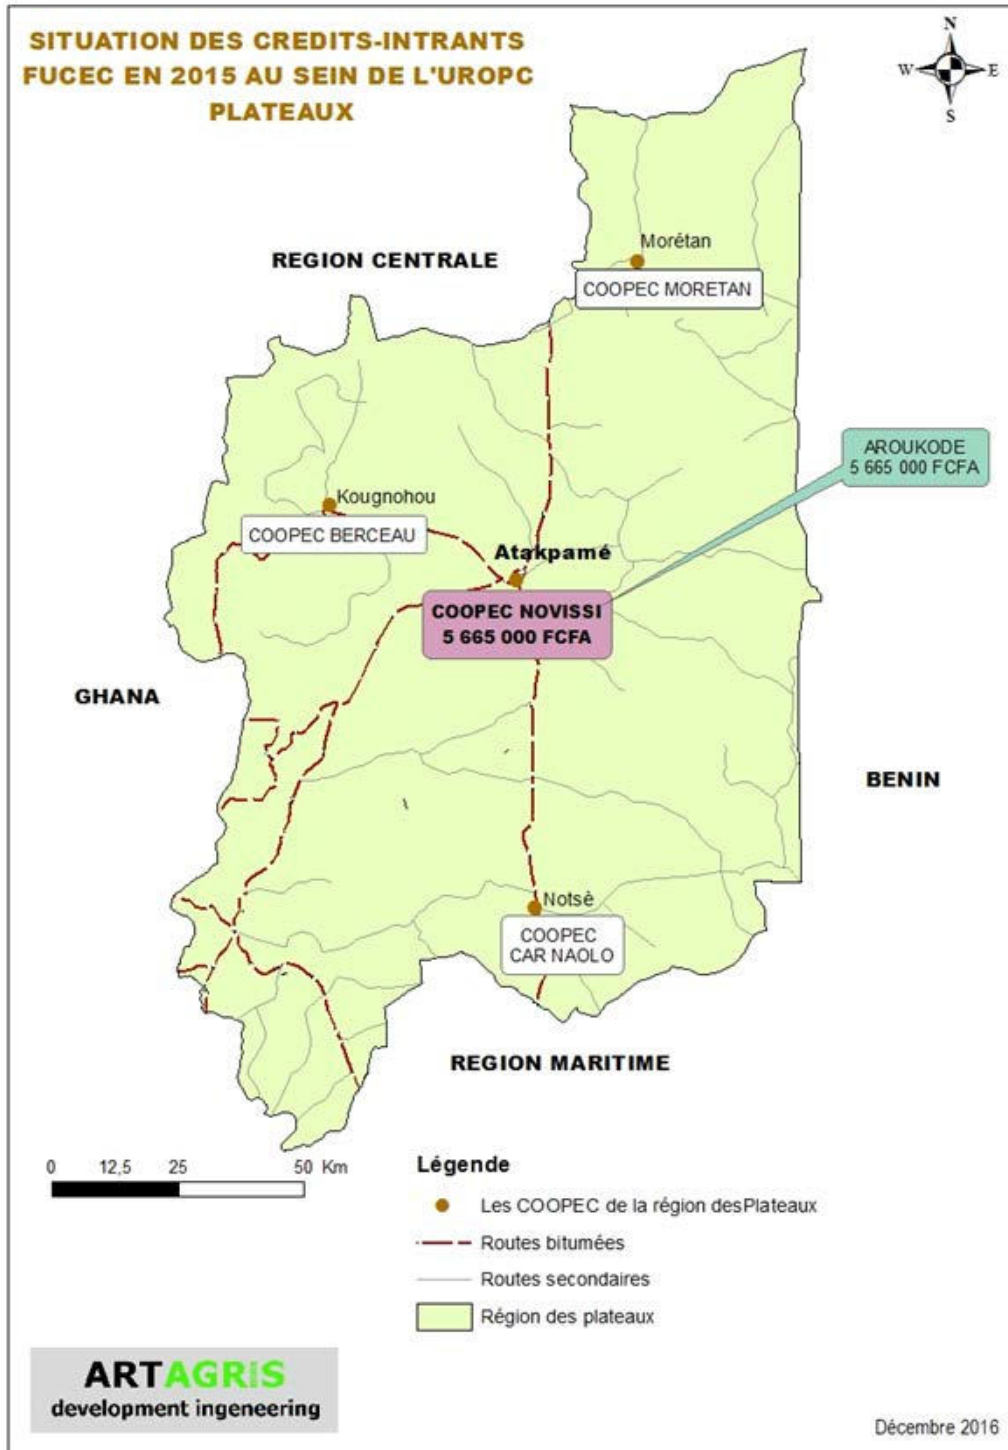 SITUATION DES CREDITS-INTRANTS
FUCEC EN 2015 AU SEIN DE L'UROPC
PLATEAUX
N
W
E
S
Morétan
COOPEC MORETAN
REGION CENTRALE
AROUKODE
5 665 000 FCFA
Kougnohou
COOPEC BERCEAU
Atakpamé
COOPEC NOVISSI
5 665 000 FCFA
GHANA
BENIN
Notsè
COOPEC
CAR NAOLO
REGION MARITIME
0 12,5 25 50 Km
Légende
Les COOPEC de la région desPlateaux
Routes bitumées
Routes secondaires
Région des plateaux
ARTAGRIS
development ingeneering
Décembre 2016